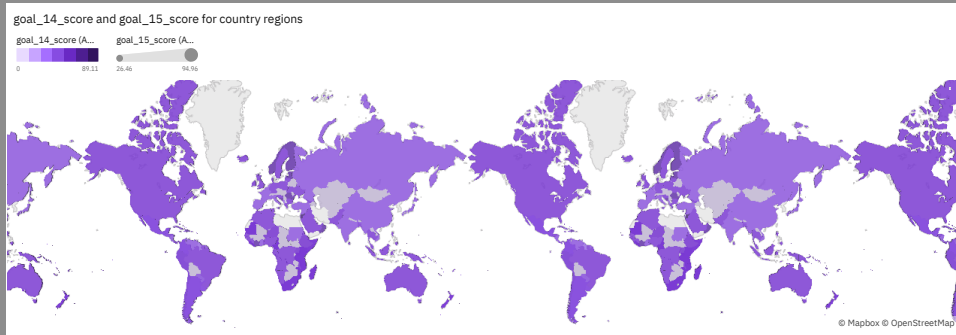 goal_14_score and goal_15_score for country regions
goal_14_score (A... goal_15_score (A...
0 89.11 26.46 94.96
© Mapbox © OpenStreetMap